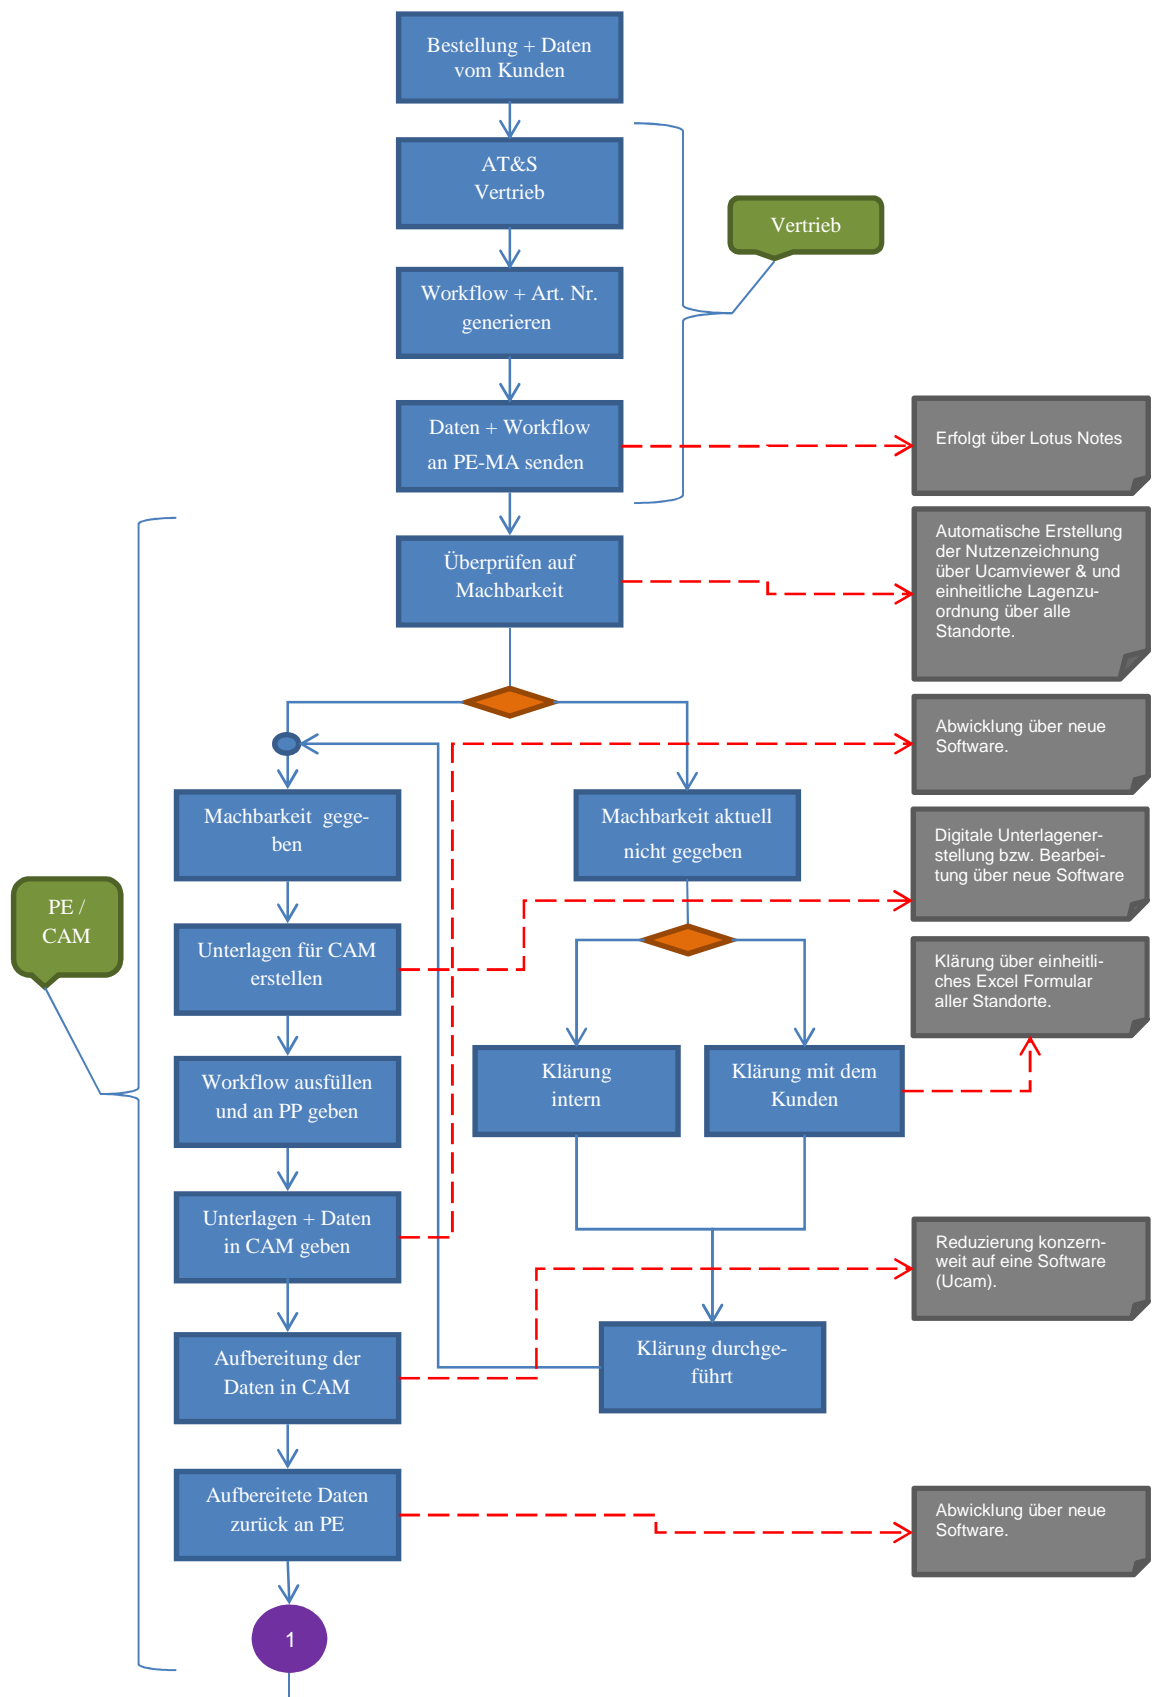 Bestellung + Daten
vom Kunden
AT&S
Vertrieb
Vertrieb
Workflow + Art. Nr.
generieren
Daten + Workflow
an PE-MA senden
Erfolgt über Lotus Notes
Überprüfen auf
Machbarkeit
Automatische Erstellung
der Nutzenzeichnung
über Ucamviewer & und
einheitliche Lagenzu-
ordnung über alle
Standorte.
Abwicklung über neue
Software.
Machbarkeit  gege-
ben
Machbarkeit aktuell
nicht gegeben
Digitale Unterlagener-
stellung bzw. Bearbei-
tung über neue Software
PE /
CAM
Unterlagen für CAM
erstellen
Klärung über einheitli-
ches Excel Formular
aller Standorte.
Workflow ausfüllen
und an PP geben
Klärung
intern
Klärung mit dem
Kunden
Unterlagen + Daten
in CAM geben
Reduzierung konzern-
weit auf eine Software
(Ucam).
Aufbereitung der
Daten in CAM
Klärung durchge-
führt
Aufbereitete Daten
zurück an PE
Abwicklung über neue
Software.
1